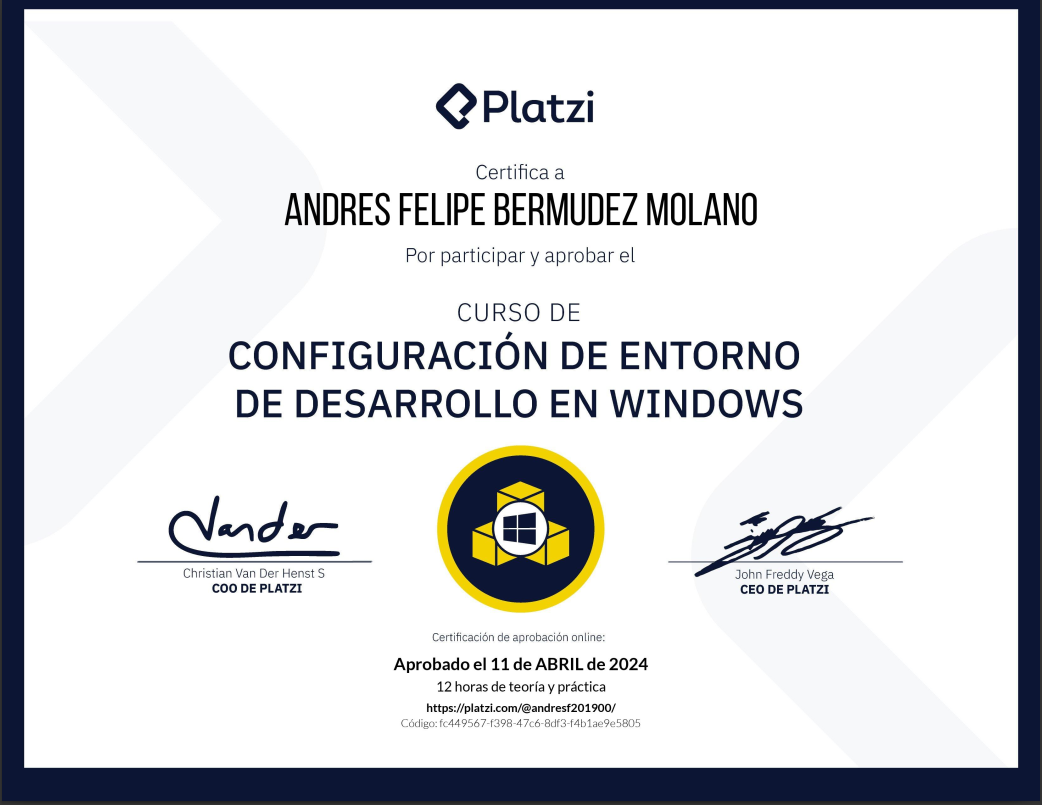 Platzi
Certifica a
ANDRES FELIPE BERMUDEZ MOLANO
Por participar y aprobar el
CURSO DE
CONFIGURACIÓN DE ENTORNO
DE DESARROLLO EN WINDOWS
Vander
Christian Van Der Henst S
COO DE PLATZI
John Freddy Vega
CEO DE PLATZI
Certificación de aprobación online:
Aprobado el 11 de ABRIL de 2024
12 horas de teoría y práctica
https://platzi.com/@andresf201900/
Código: fc449567-f398-47c6-8df3-f4b1ae9e5805